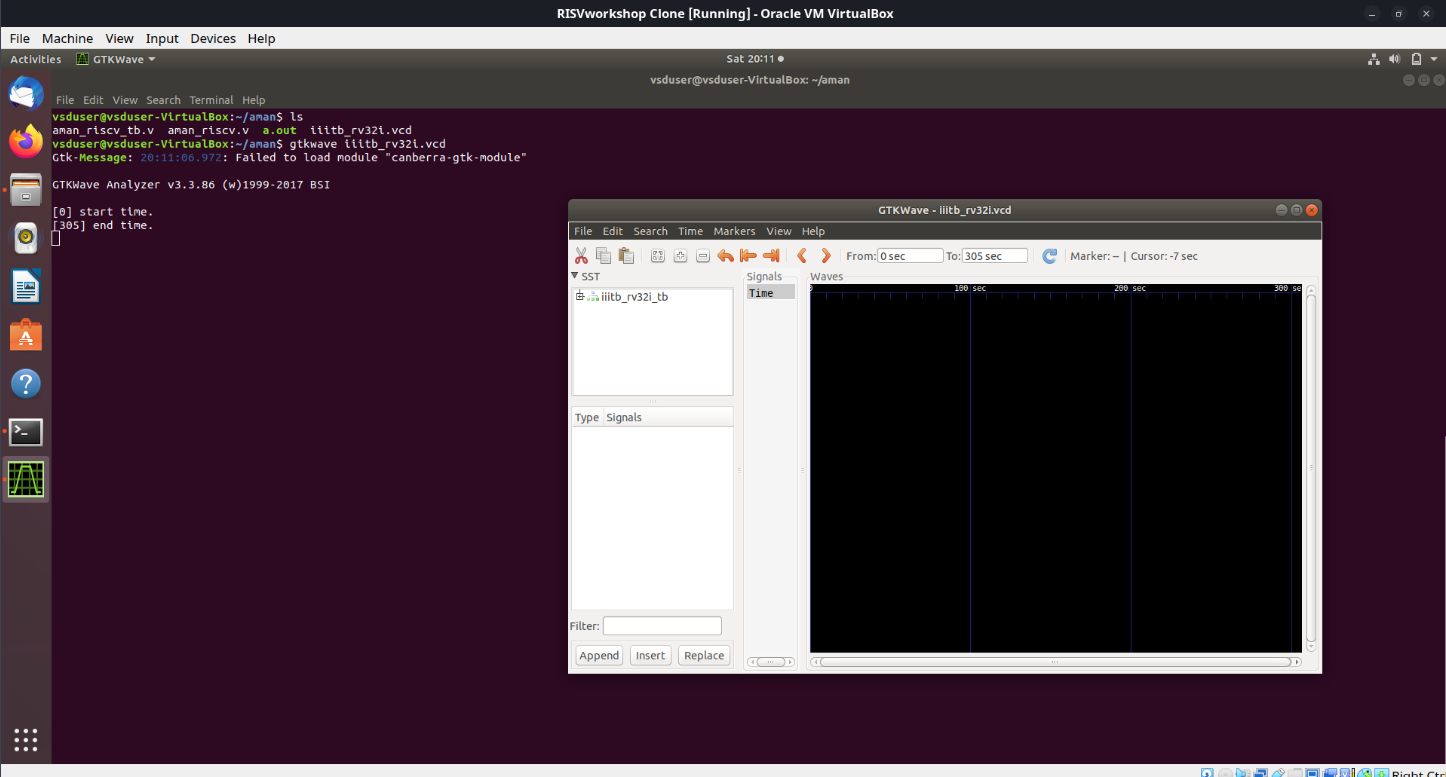 RISVworkshop Clone [Running] - Oracle VM VirtualBox
File Machine View Input Devices Help
Activities GTKWave Sat 20:11
vsduser@vsduser-VirtualBox: ~/aman
File Edit View Search Terminal Help
vsduser@vsduser-VirtualBox:~/aman$ ls
aman_riscv_tb.v aman_riscv.v a.out iiitb_rv32i.vcd
vsduser@vsduser-VirtualBox:~/aman$ gtkwave iiitb_rv32i.vcd
Gtk-Message: 20:11:06.972: Failed to load module "canberra-gtk-module"
GTKWave Analyzer v3.3.86 (w)1999-2017 BSI
[0] start time.
[305] end time.
GTKWave - iiitb_rv32i.vcd
File Edit Search Time Markers View Help
From: 0 sec To: 305 sec Marker: -- | Cursor: -7 sec
SST
Signals
Waves
iiitb_rv32i_tb
Time
0 100 sec 200 sec 300 se
Type Signals
Filter:
Append Insert Replace
Right Ctrl